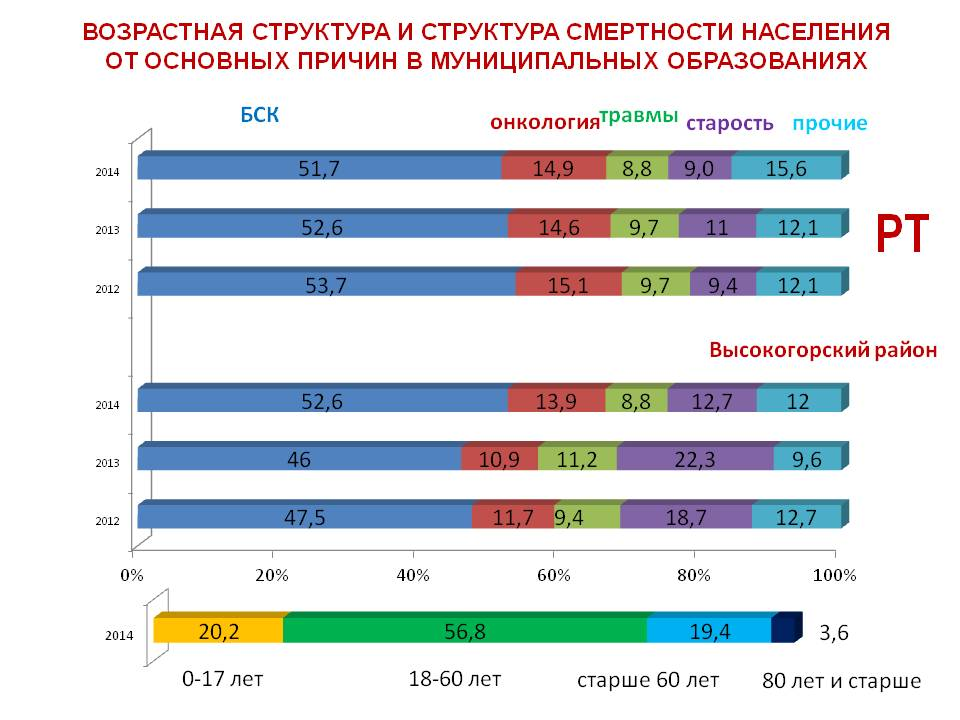 ВОЗРАСТНАЯ СТРУКТУРА И СТРУКТУРА СМЕРТНОСТИ НАСЕЛЕНИЯ
ОТ ОСНОВНЫХ ПРИЧИН В МУНИЦИПАЛЬНЫХ ОБРАЗОВАНИЯХ
БСК онкология травмы старость прочие
2014 51,7 14,9 8,8 9,0 15,6
2013 52,6 14,6 9,7 11 12,1
РТ
2012 53,7 15,1 9,7 9,4 12,1
Высокогорский район
2014 52,6 13,9 8,8 12,7 12
2013 46 10,9 11,2 22,3 9,6
2012 47,5 11,7 9,4 18,7 12,7
0% 20% 40% 60% 80% 100%
2014 20,2 56,8 19,4 3,6
0-17 лет 18-60 лет старше 60 лет 80 лет и старше